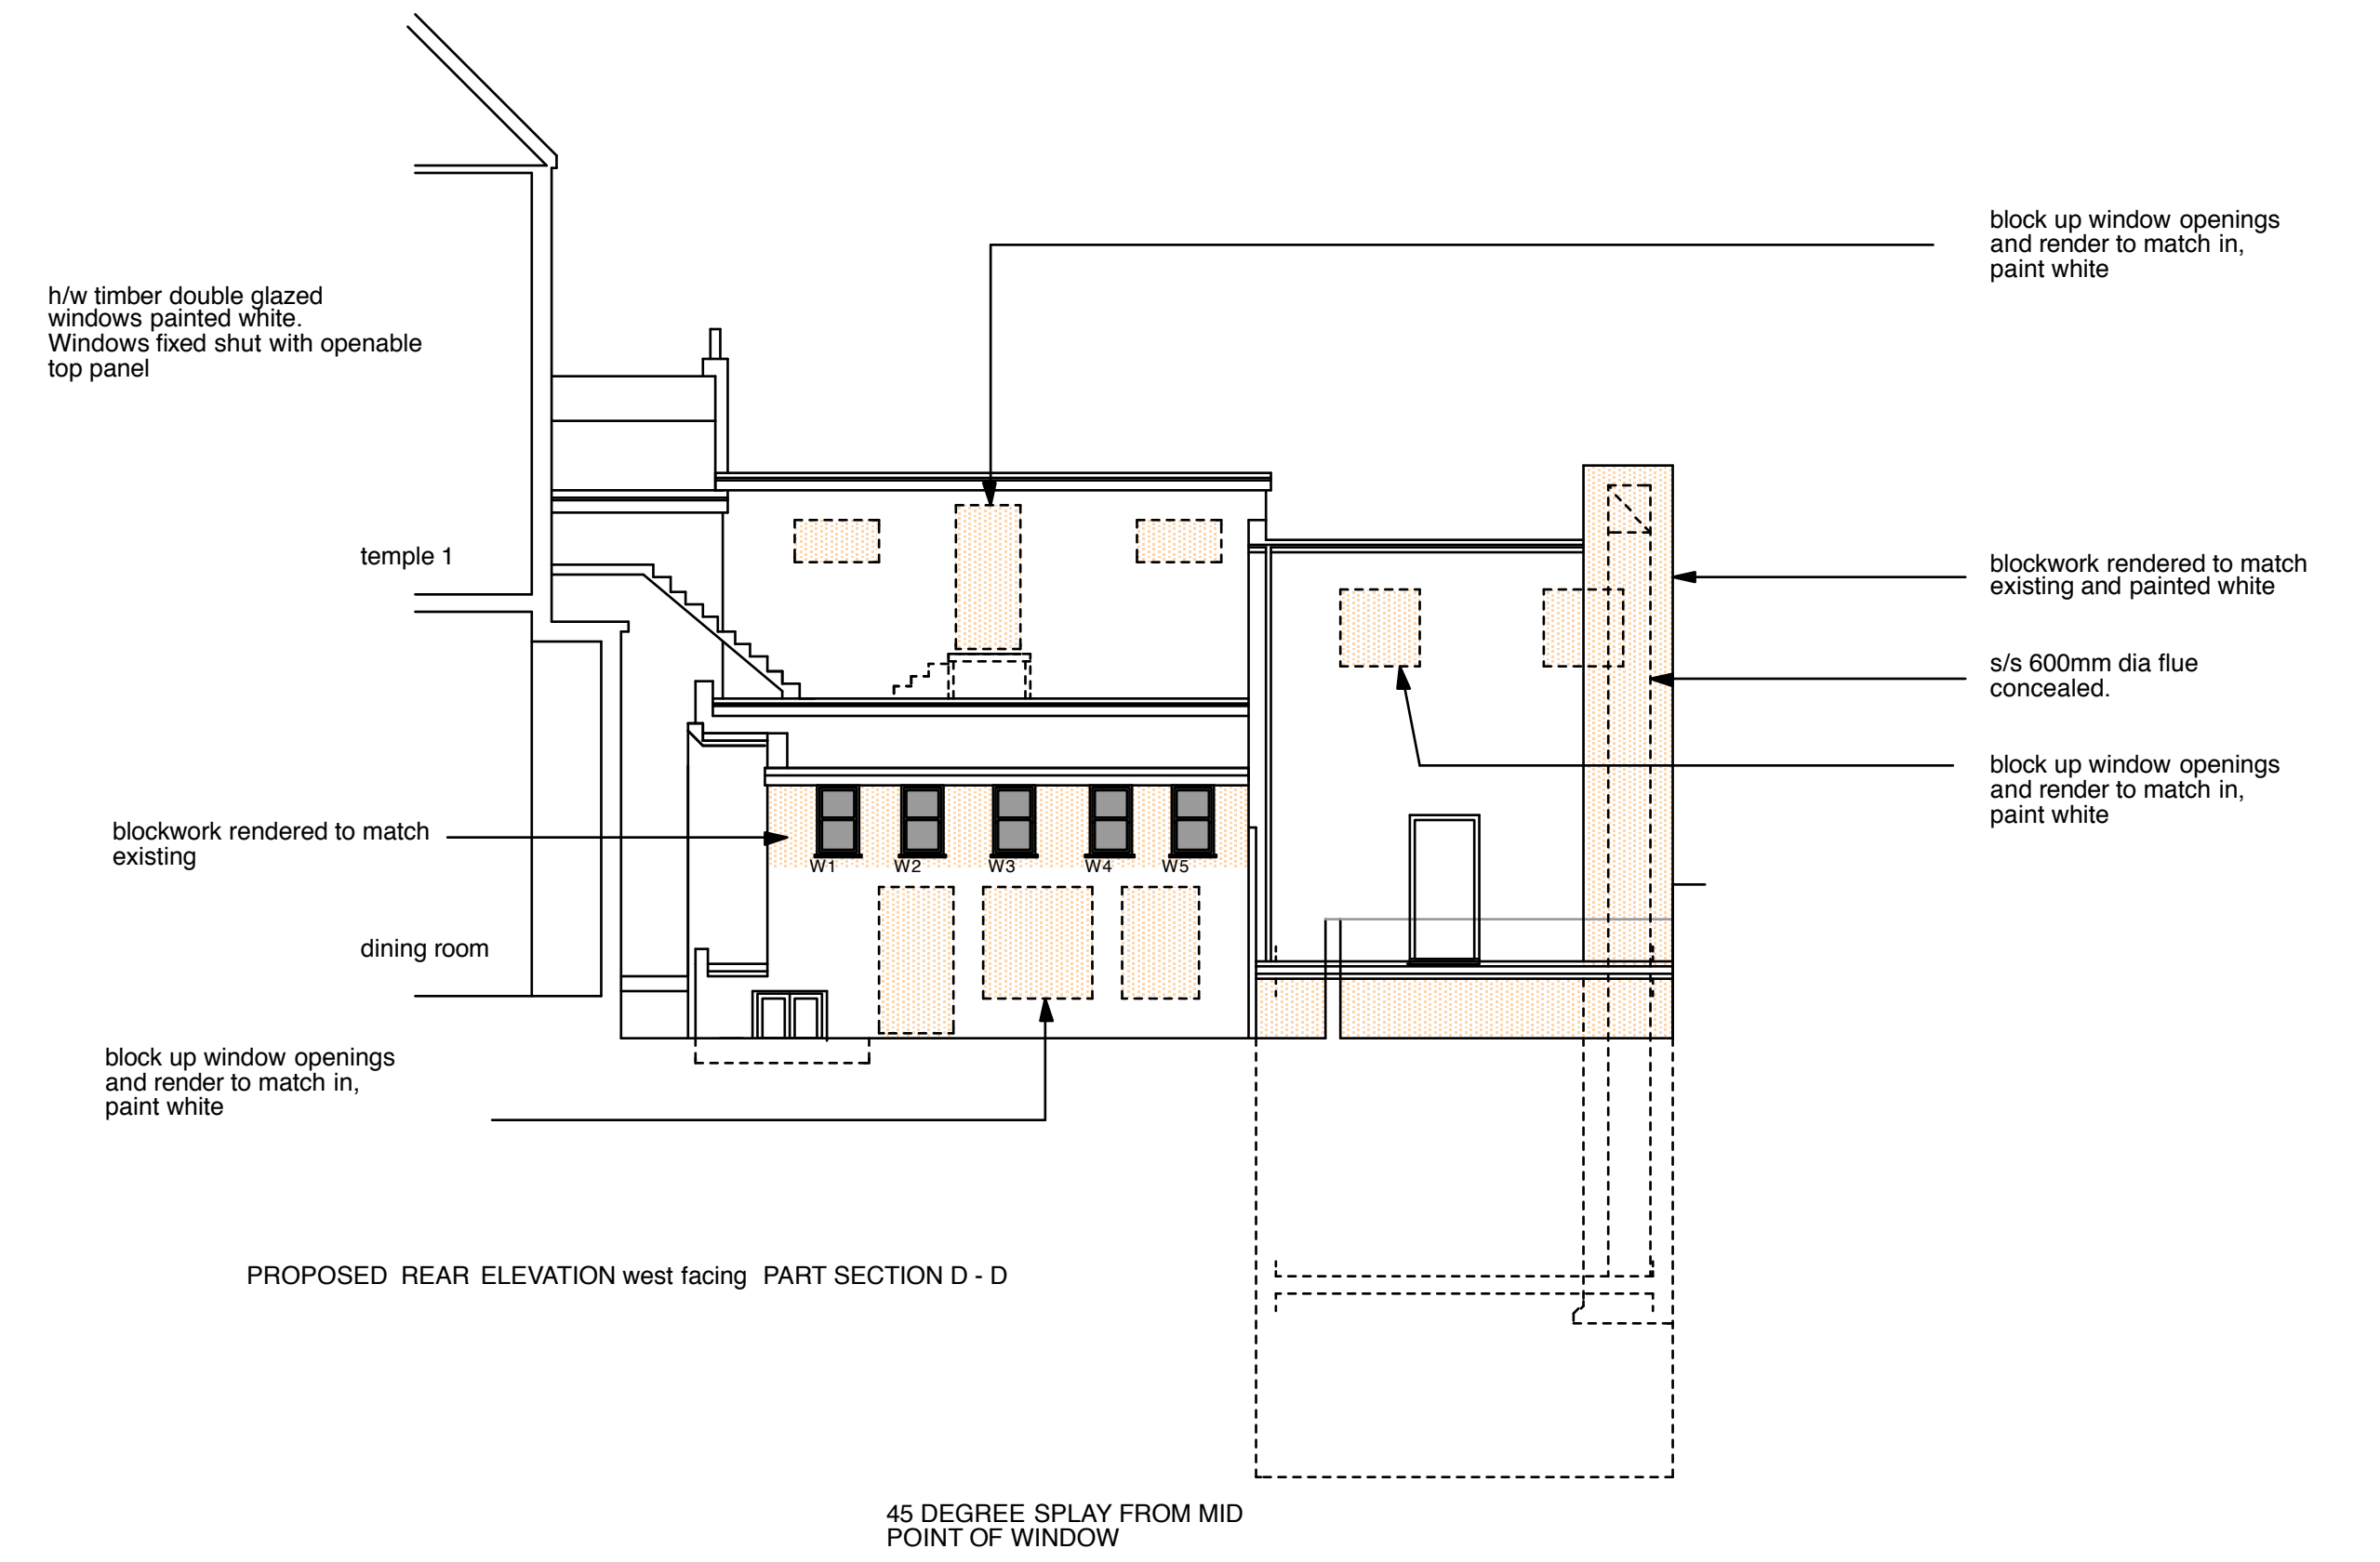 block up window openings
and render to match in,
paint white
h/w timber double glazed
windows painted white.
Windows fixed shut with openable
top panel
temple 1
blockwork rendered to match
existing and painted white
s/s 600mm dia flue
concealed.
block up window openings
and render to match in,
paint white
blockwork rendered to match
existing
W1 W2 W3 W4 W5
dining room
block up window openings
and render to match in,
paint white
PROPOSED REAR ELEVATION west facing PART SECTION D - D
45 DEGREE SPLAY FROM MID
POINT OF WINDOW